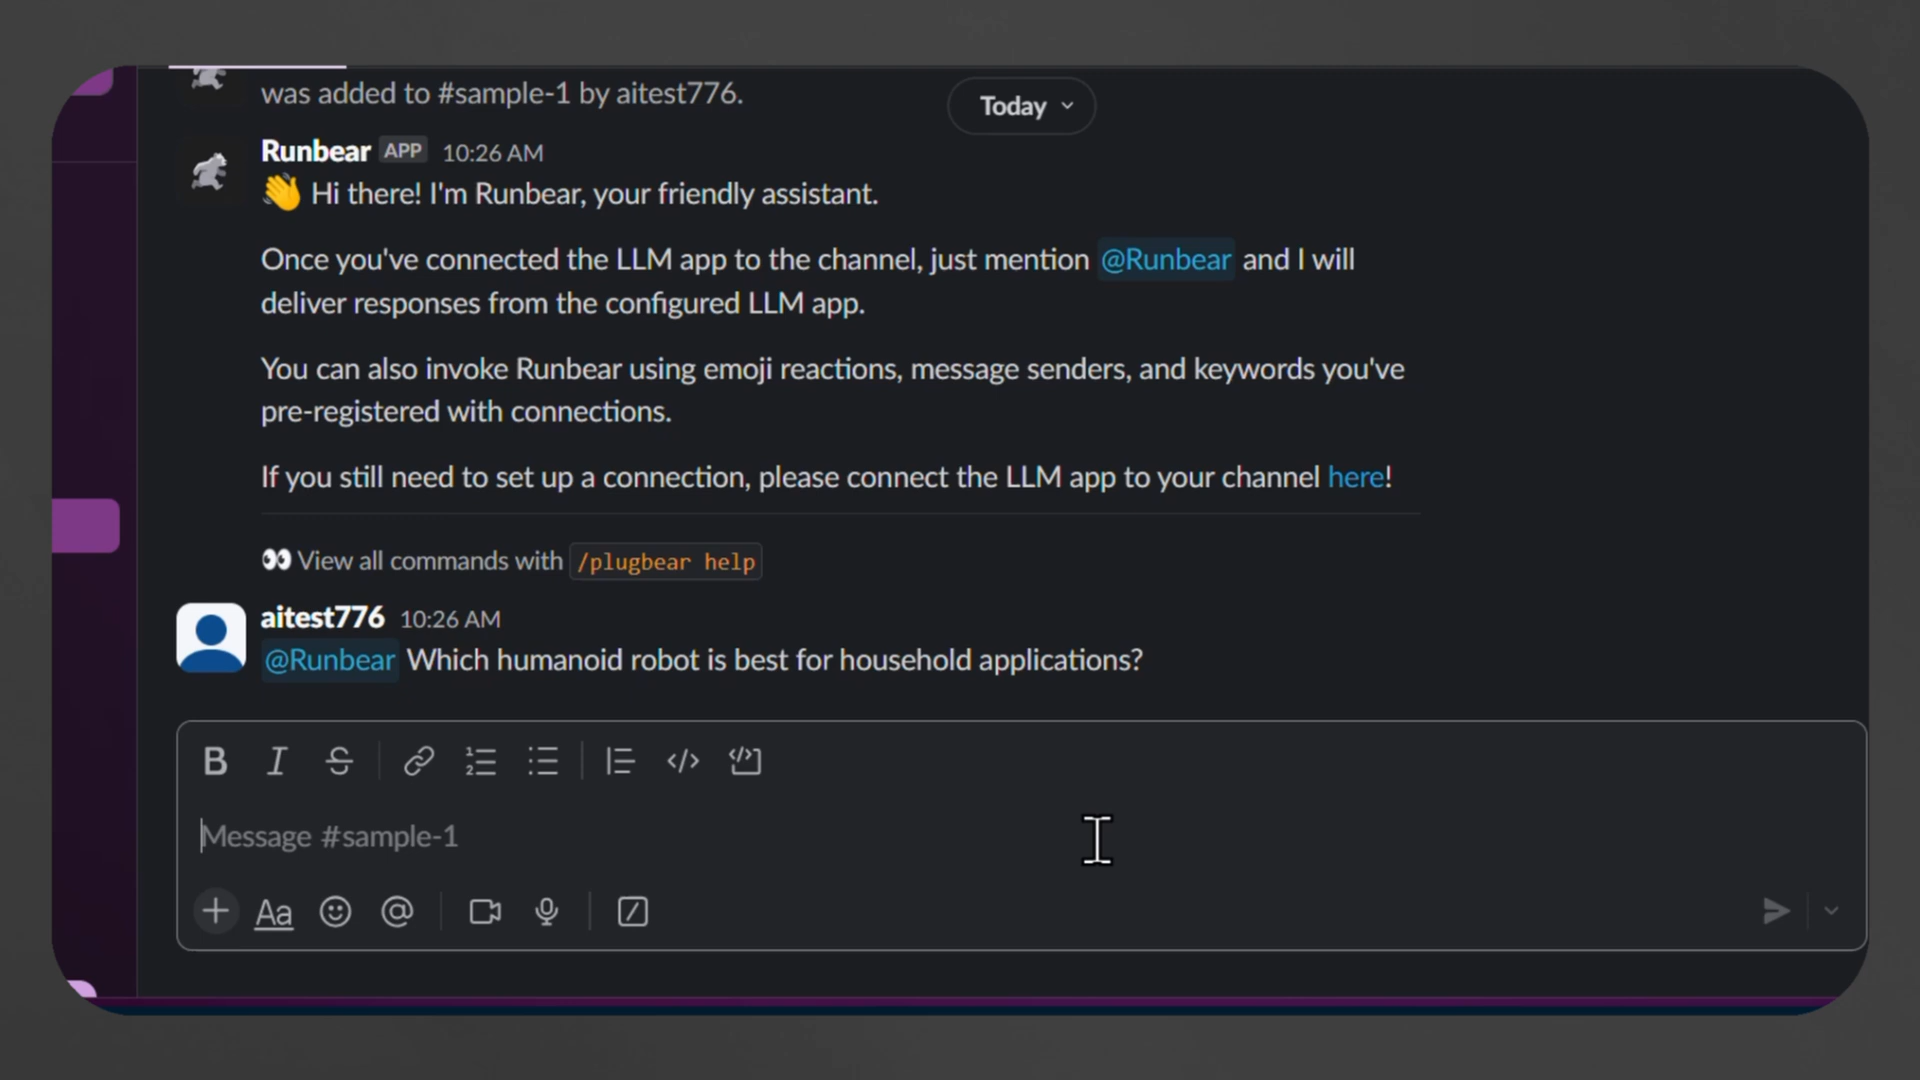 was added to #sample-1 by aitest776.
Today
Runbear APP 10:26 AM
👋 Hi there! I'm Runbear, your friendly assistant.
Once you've connected the LLM app to the channel, just mention @Runbear and I will
deliver responses from the configured LLM app.
You can also invoke Runbear using emoji reactions, message senders, and keywords you've
pre-registered with connections.
If you still need to set up a connection, please connect the LLM app to your channel here!
👀 View all commands with /plugbear help
aitest776 10:26 AM
@Runbear Which humanoid robot is best for household applications?
Message #sample-1
Aa